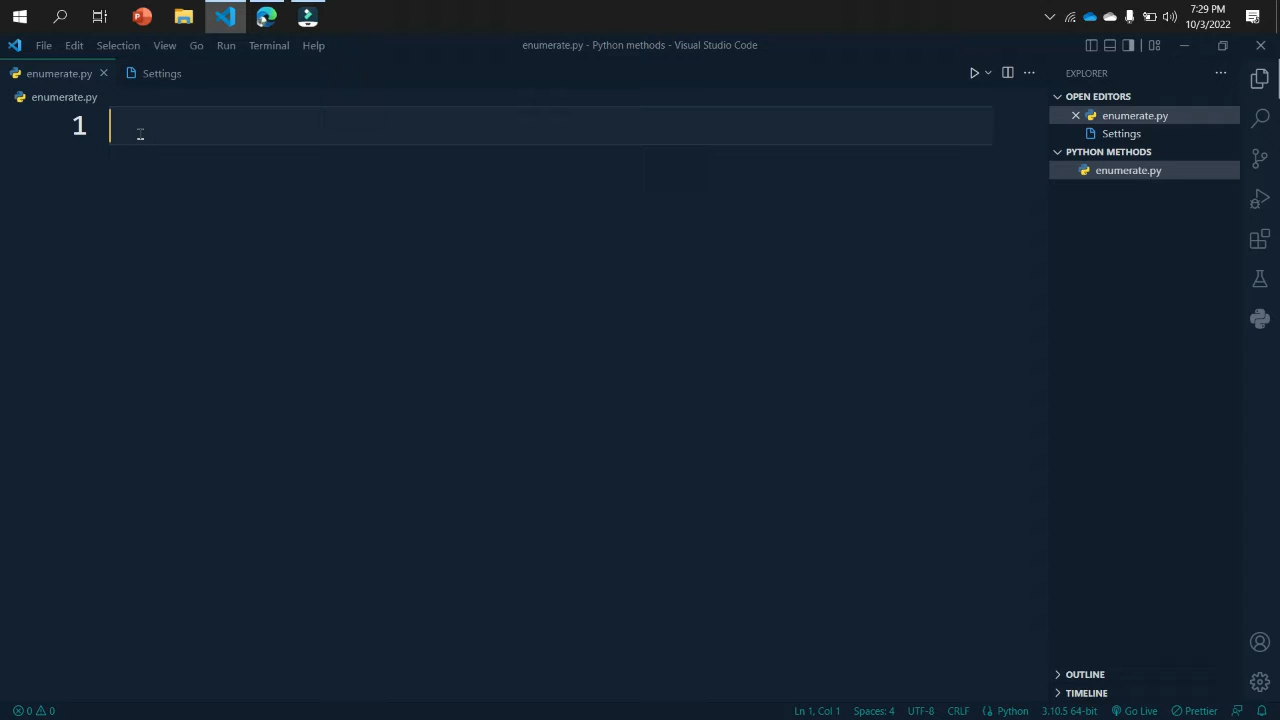 7:29 PM
10/3/2022
File Edit Selection View Go Run Terminal Help
enumerate.py - Python methods - Visual Studio Code
enumerate.py
Settings
EXPLORER
enumerate.py
OPEN EDITORS
enumerate.py
Settings
PYTHON METHODS
enumerate.py
1
OUTLINE
TIMELINE
0 0
Ln 1, Col 1
Spaces: 4
UTF-8
CRLF
Python
3.10.5 64-bit
Go Live
Prettier